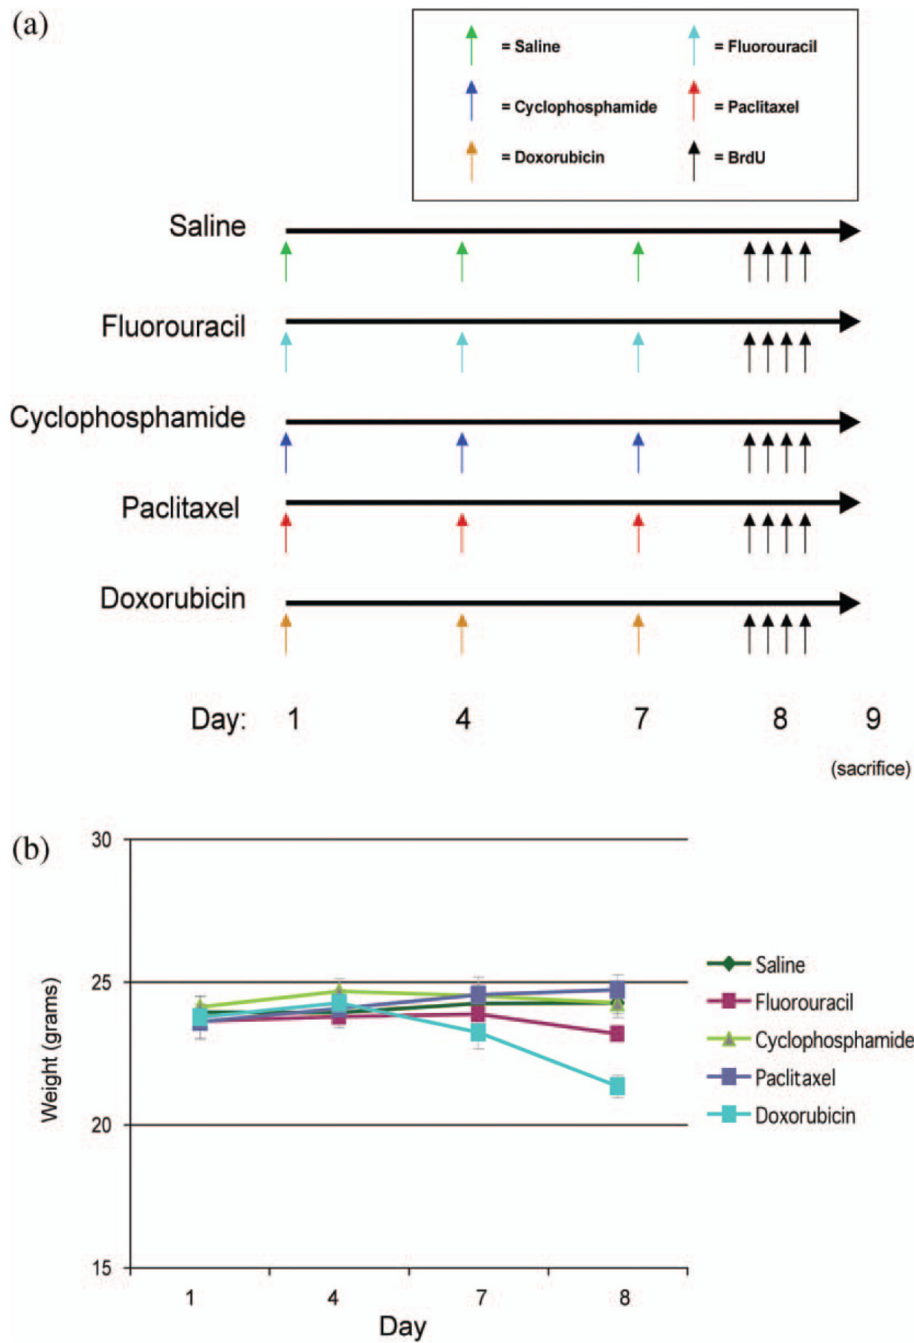 (a)
= Saline = Fluorouracil
= Cyclophosphamide = Paclitaxel
= Doxorubicin = BrdU
Saline
Fluorouracil
Cyclophosphamide
Paclitaxel
Doxorubicin
Day: 1 4 7 8 9
(sacrifice)
(b)
30
25
20
15
Weight (grams)
1 4 7 8
Day
Saline
Fluorouracil
Cyclophosphamide
Paclitaxel
Doxorubicin